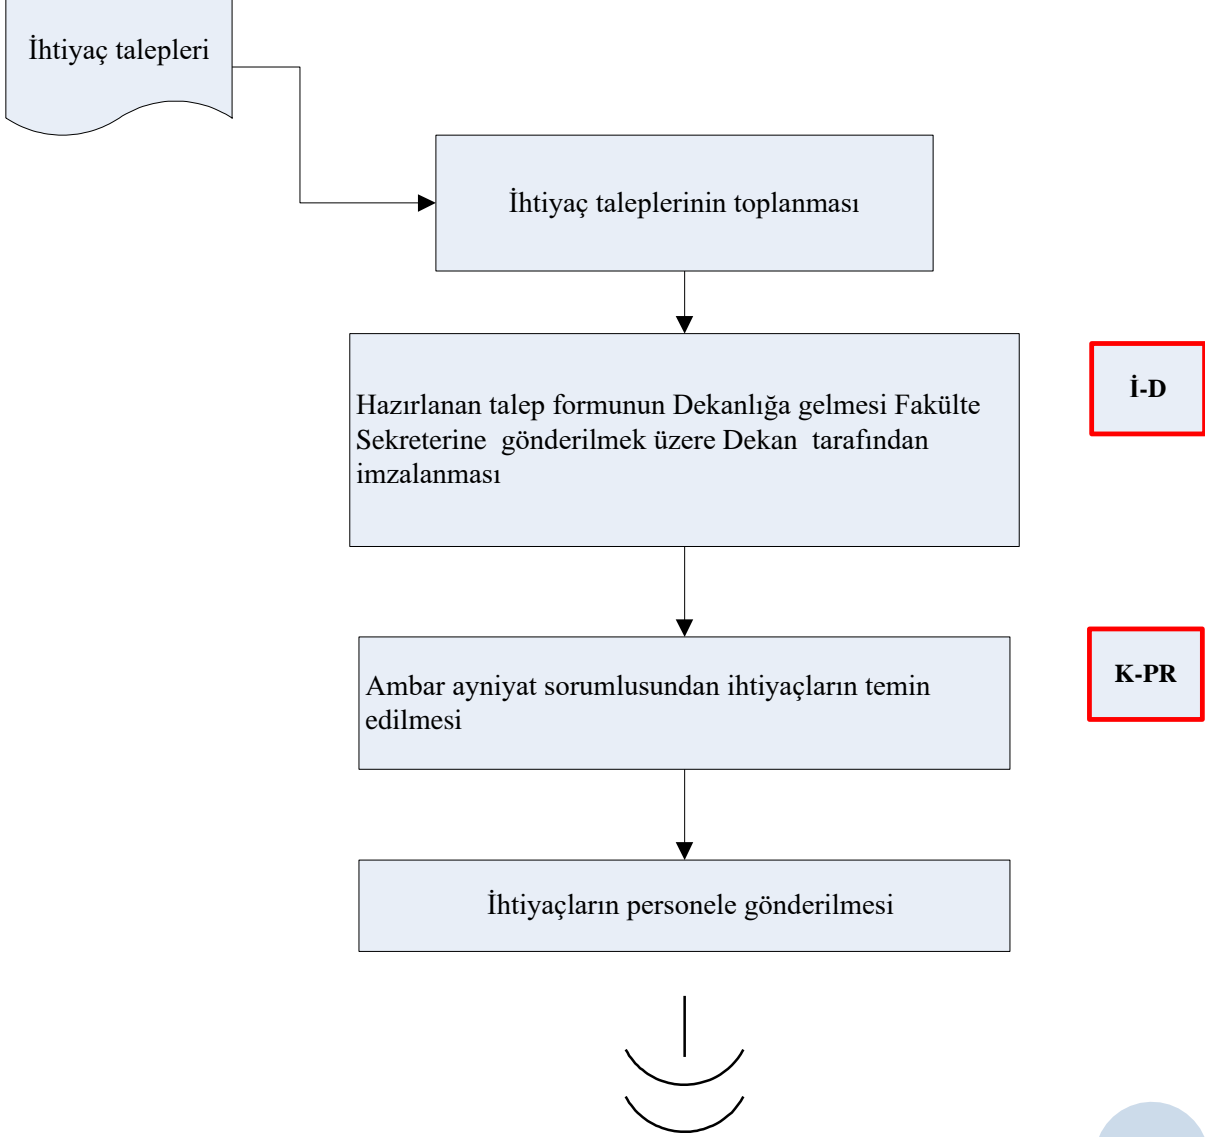 İhtiyaç talepleri
İhtiyaç taleplerinin toplanması
Hazırlanan talep formunun Dekanlığa gelmesi Fakülte
Sekreterine  gönderilmek üzere Dekan  tarafından
imzalanması
İ-D
Ambar ayniyat sorumlusundan ihtiyaçların temin
edilmesi
K-PR
İhtiyaçların personele gönderilmesi